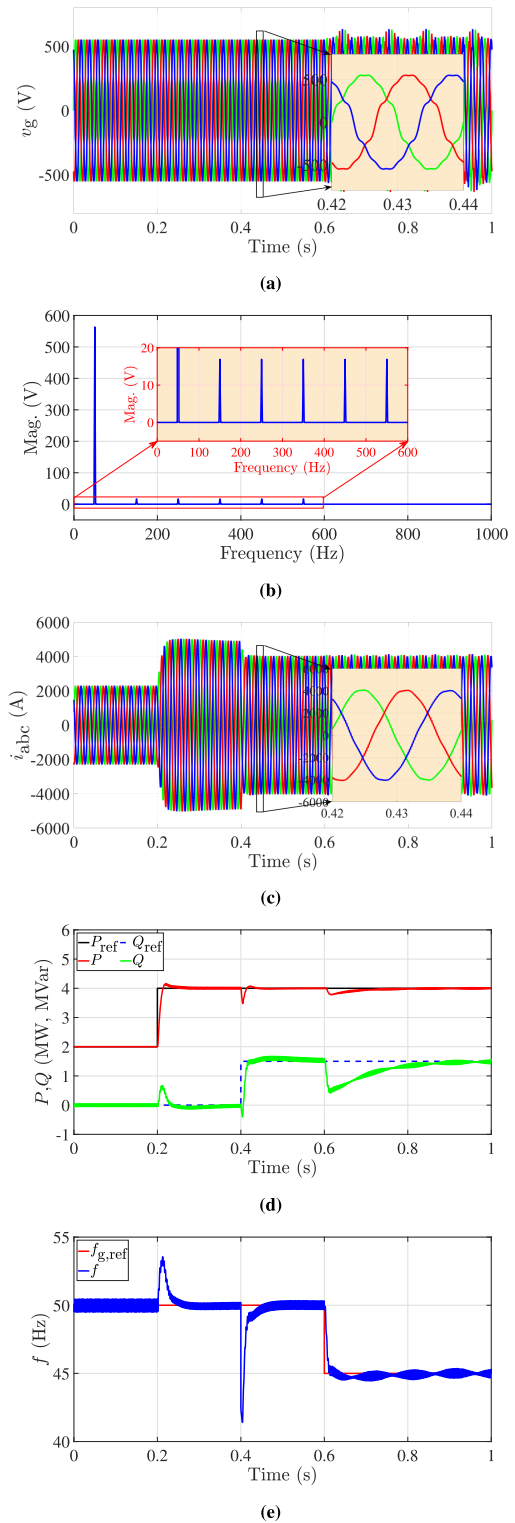 500
0
-500
v_g (V)
500
0
-500
0.42 0.43 0.44
0 0.2 0.4 0.6 0.8 1
Time (s)
(a)
600
500
400
300
200
100
0
Mag. (V)
20
10
0
Mag. (V)
0 100 200 300 400 500 600
Frequency (Hz)
0 200 400 600 800 1000
Frequency (Hz)
(b)
6000
4000
2000
0
-2000
-4000
-6000
i_abc (A)
6000
4000
2000
0
-2000
-4000
-6000
0.42 0.43 0.44
0 0.2 0.4 0.6 0.8 1
Time (s)
(c)
6
5
4
3
2
1
0
-1
P,Q (MW, MVar)
P_ref Q_ref
P Q
0 0.2 0.4 0.6 0.8 1
Time (s)
(d)
55
50
45
40
f (Hz)
f_g,ref
f
0 0.2 0.4 0.6 0.8 1
Time (s)
(e)